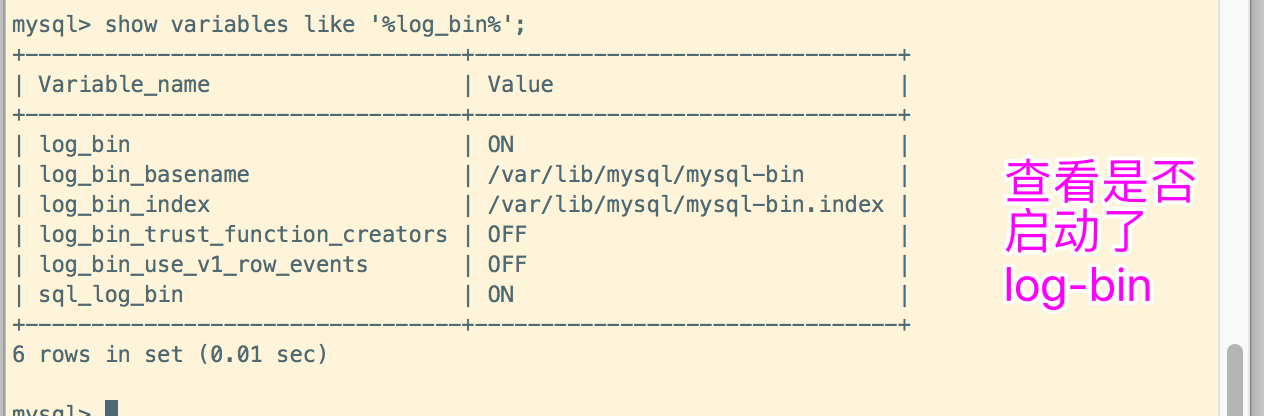 mysql> show variables like '%log_bin%';
+---------------------------------+--------------------------------+
| Variable_name                   | Value                          |
+---------------------------------+--------------------------------+
| log_bin                         | ON                             |
| log_bin_basename                | /var/lib/mysql/mysql-bin       |
| log_bin_index                   | /var/lib/mysql/mysql-bin.index |
| log_bin_trust_function_creators | OFF                            |
| log_bin_use_v1_row_events       | OFF                            |
| sql_log_bin                     | ON                             |
+---------------------------------+--------------------------------+
6 rows in set (0.01 sec)
mysql>
查看是否
启动了
log-bin